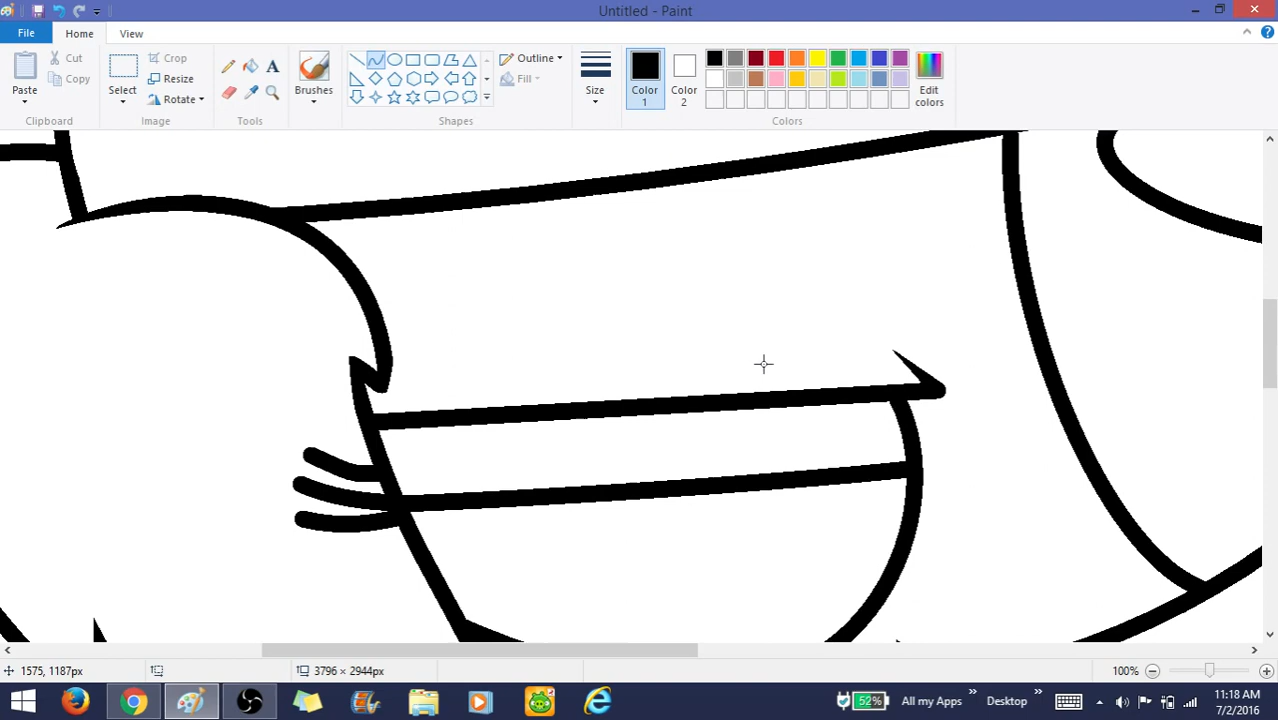 Untitled - Paint
File
Home
View
Cut
Copy
Paste
Clipboard
Crop
Resize
Rotate
Select
Image
A
Tools
Brushes
Outline
Fill
Shapes
Size
Color 1
Color 2
Edit colors
Colors
1575, 1187px
3796 × 2944px
100%
52%
All my Apps
Desktop
11:18 AM
7/2/2016